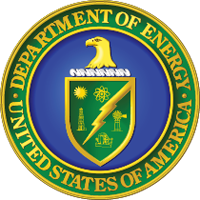 DEPARTMENT OF ENERGY
UNITED STATES OF AMERICA